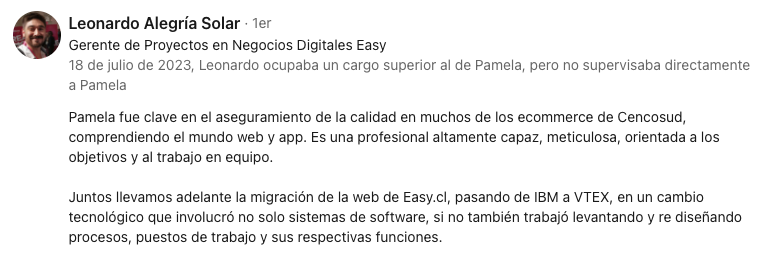 Leonardo Alegría Solar · 1er
Gerente de Proyectos en Negocios Digitales Easy
18 de julio de 2023, Leonardo ocupaba un cargo superior al de Pamela, pero no supervisaba directamente
a Pamela
Pamela fue clave en el aseguramiento de la calidad en muchos de los ecommerce de Cencosud,
comprendiendo el mundo web y app. Es una profesional altamente capaz, meticulosa, orientada a los
objetivos y al trabajo en equipo.
Juntos llevamos adelante la migración de la web de Easy.cl, pasando de IBM a VTEX, en un cambio
tecnológico que involucró no solo sistemas de software, si no también trabajó levantando y re diseñando
procesos, puestos de trabajo y sus respectivas funciones.